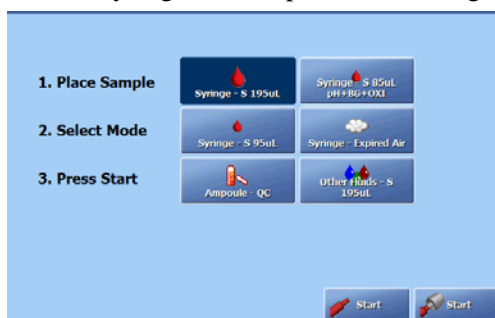 1. Place Sample
Syringe - S 195uL
Syringe - S 85uL
pH+BG+OXI
2. Select Mode
Syringe - S 95uL
Syringe - Expired Air
3. Press Start
Ampoule - QC
Other Fluids - S
195uL
Start
Start